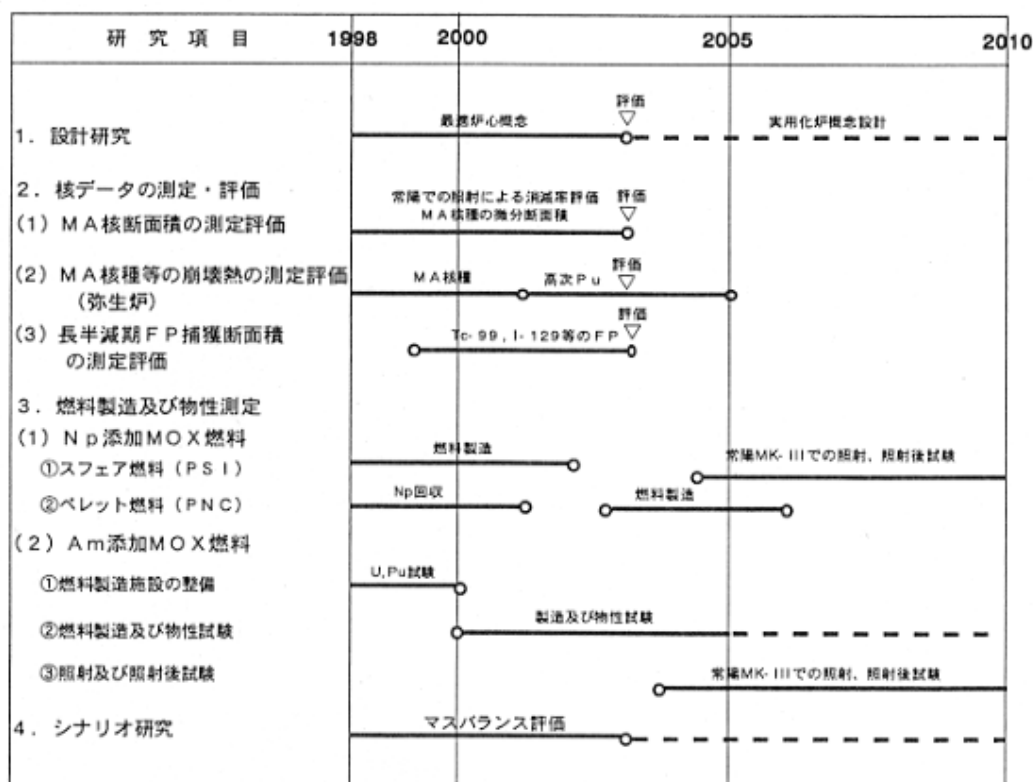 研 究 項 目 1998 2000 2005 2010
評価
▽
1．設計研究 最適炉心概念 実用化炉概念設計
2．核データの測定・評価
常陽での照射による消滅率評価 評価
(1)ＭＡ核断面積の測定評価 ＭＡ核種の微分断面積 ▽
(2)ＭＡ核種等の崩壊熱の測定評価 ＭＡ核種 高次Ｐｕ 評価
(弥生炉) ▽
(3)長半減期ＦＰ捕獲断面積 評価
の測定評価 Tc-99，I-129等のＦＰ ▽
3．燃料製造及び物性測定
(1)Ｎｐ添加ＭＯＸ燃料
①スフェア燃料（ＰＳＩ） 燃料製造 常陽MK-IIIでの照射、照射後試験
②ペレット燃料（ＰＮＣ） Np回収 燃料製造
(2)Ａｍ添加ＭＯＸ燃料
①燃料製造施設の整備 U,Pu試験
②燃料製造及び物性試験 製造及び物性試験
③照射及び照射後試験 常陽MK-IIIでの照射、照射後試験
4．シナリオ研究 マスバランス評価